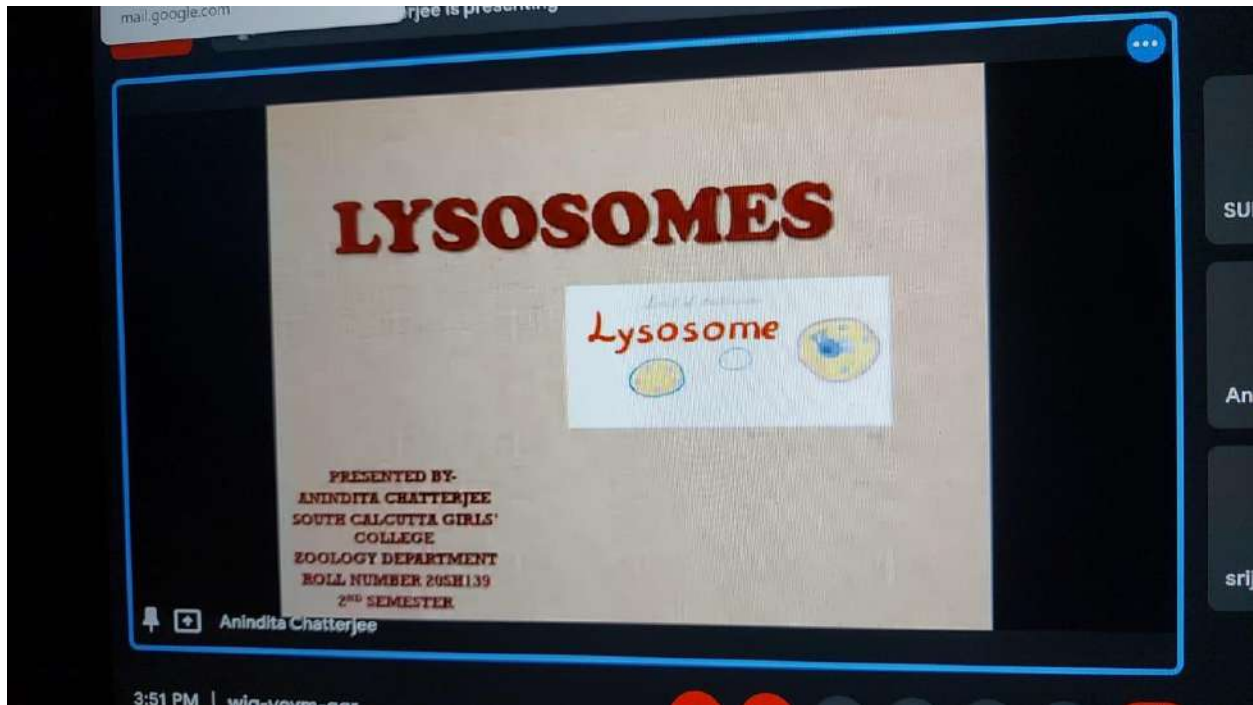 mail.google.com
rjee is presenting
LYSOSOMES
Lysosome
PRESENTED BY-
ANINDITA CHATTERJEE
SOUTH CALCUTTA GIRLS'
COLLEGE
ZOOLOGY DEPARTMENT
ROLL NUMBER 20SH139
2ND SEMESTER
Anindita Chatterjee
SU
An
srij
3:51 PM |